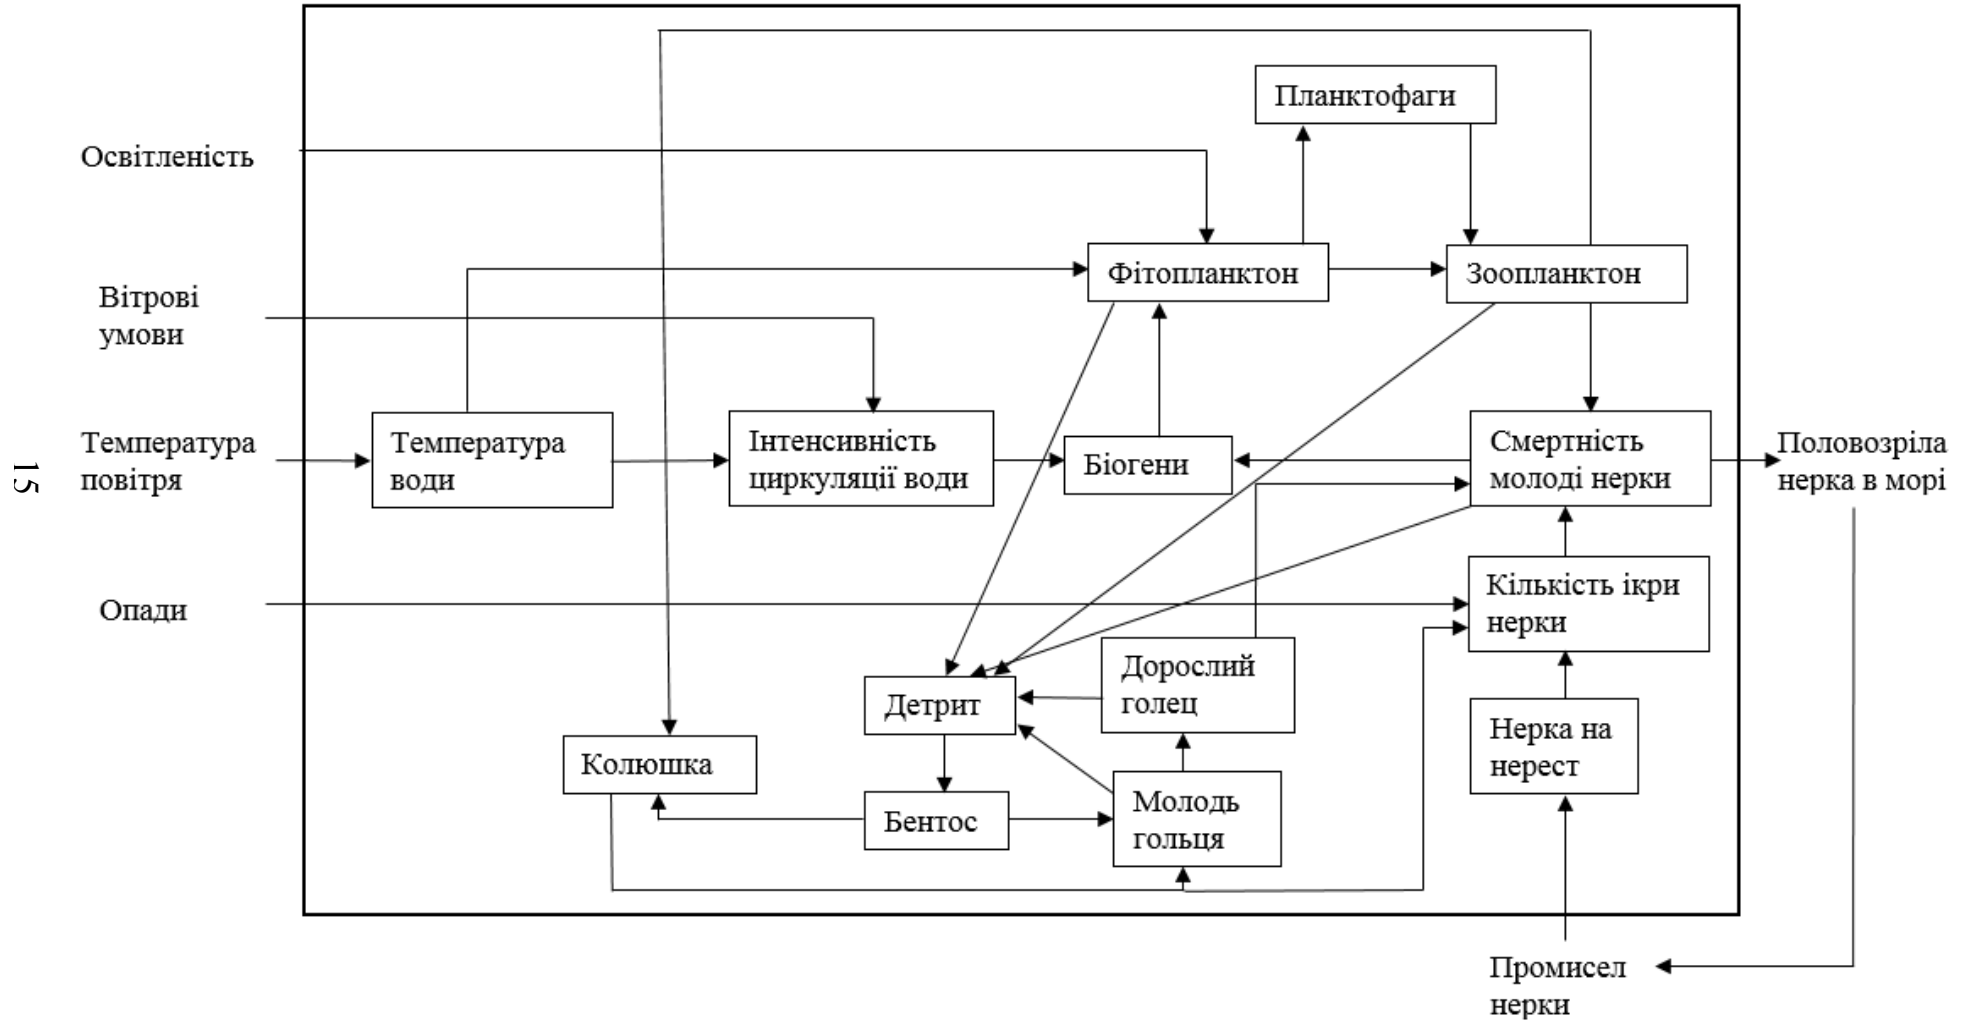 Планктофаги
Освітленість
Фітопланктон
Зоопланктон
Вітрові
умови
Температура
повітря
Температура
води
Інтенсивність
циркуляції води
Біогени
Смертність
молоді нерки
Половозріла
нерка в морі
15
Опади
Кількість ікри
нерки
Дорослий
голец
Детрит
Нерка на
нерест
Колюшка
Бентос
Молодь
гольця
Промисел
нерки